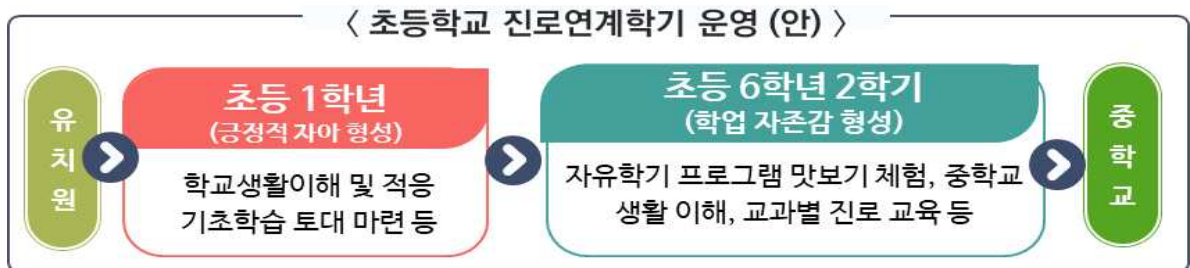 〈 초등학교 진로연계학기 운영 (안) 〉
유
치
원
초등 1학년
(긍정적 자아 형성)
학교생활이해 및 적응
기초학습 토대 마련 등
초등 6학년 2학기
(학업 자존감 형성)
자유학기 프로그램 맛보기 체험, 중학교
생활 이해, 교과별 진로 교육 등
중
학
교